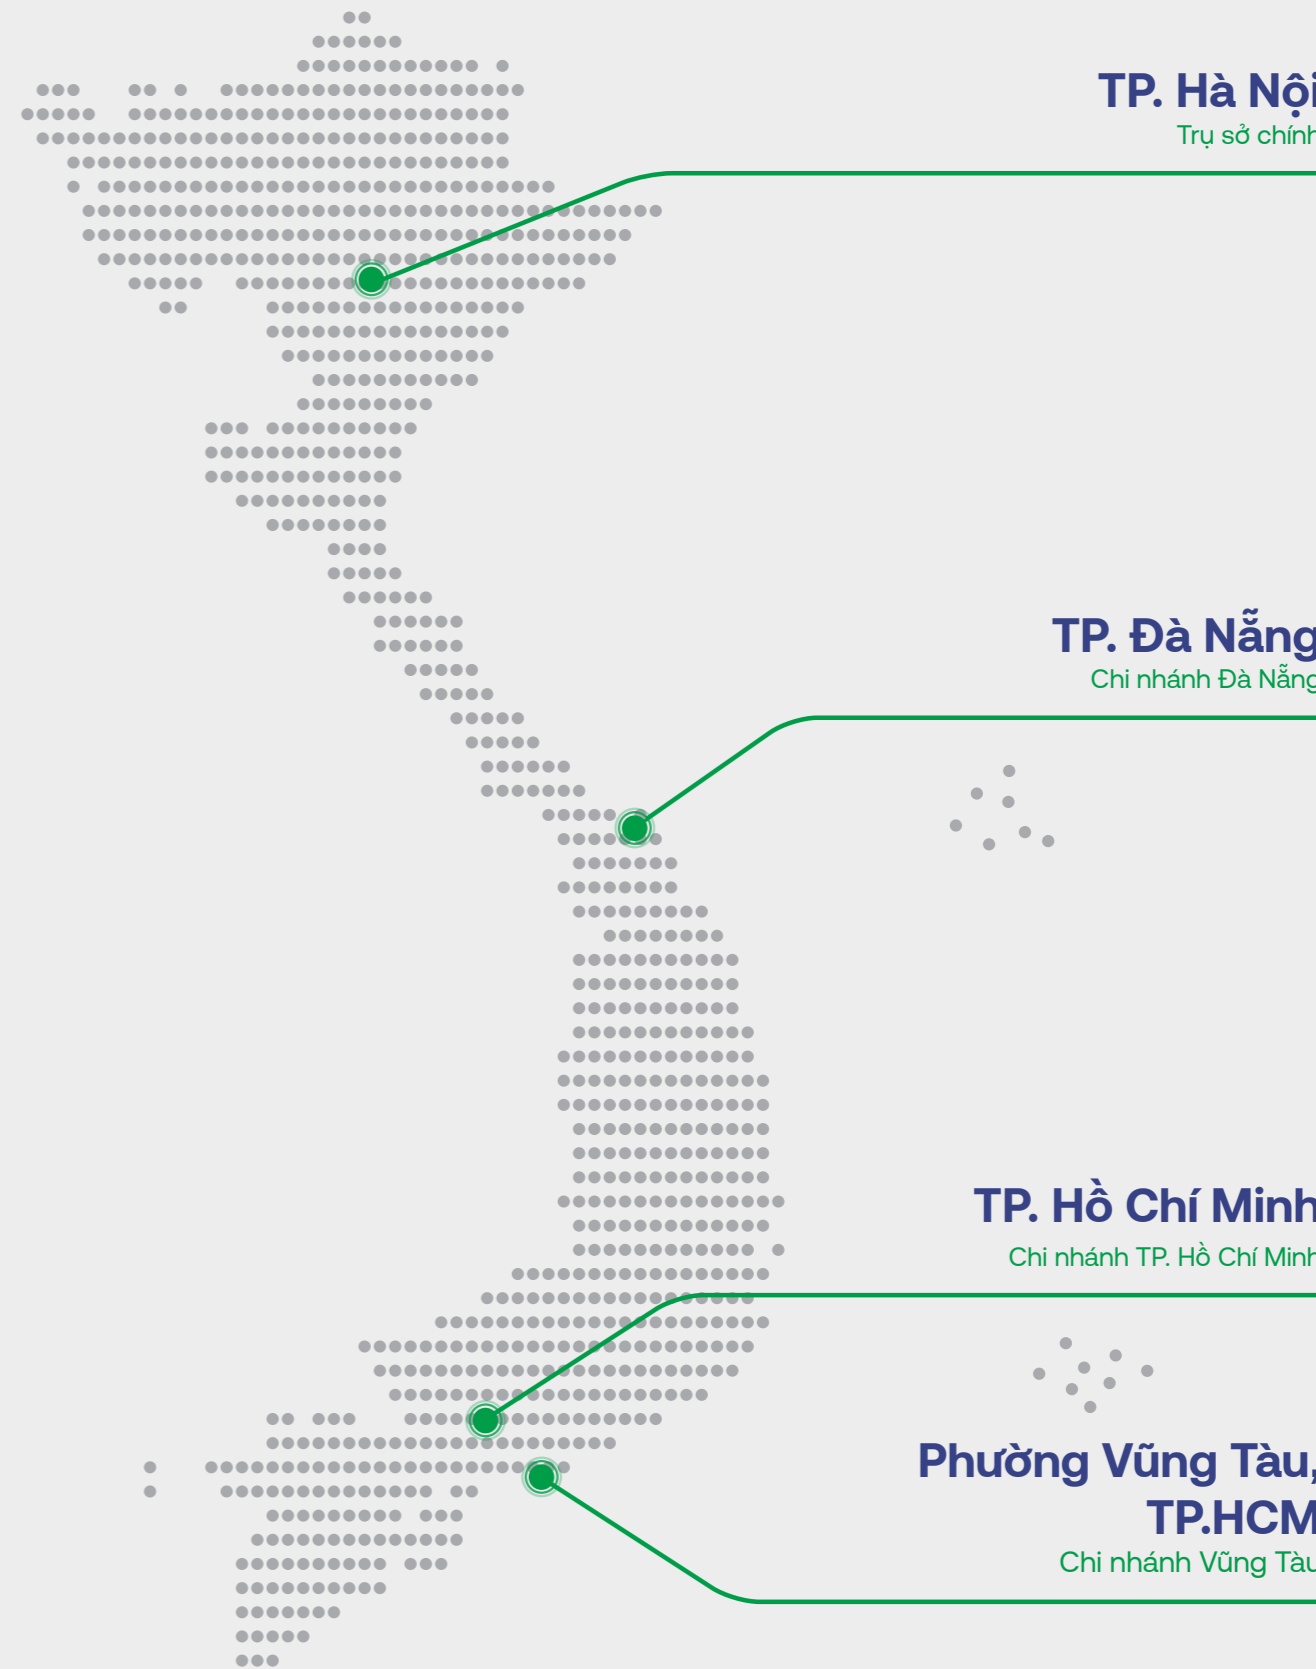 TP. Hà Nội
Trụ sở chính
TP. Đà Nẵng
Chi nhánh Đà Nẵng
TP. Hồ Chí Minh
Chi nhánh TP. Hồ Chí Minh
Phường Vũng Tàu,
TP.HCM
Chi nhánh Vũng Tàu